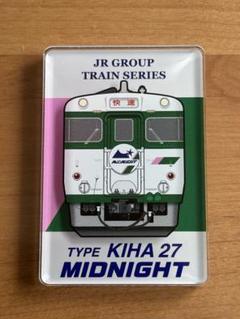 JR GROUP
TRAIN SERIES
快速
MIDNIGHT
TYPE KIHA 27
MIDNIGHT